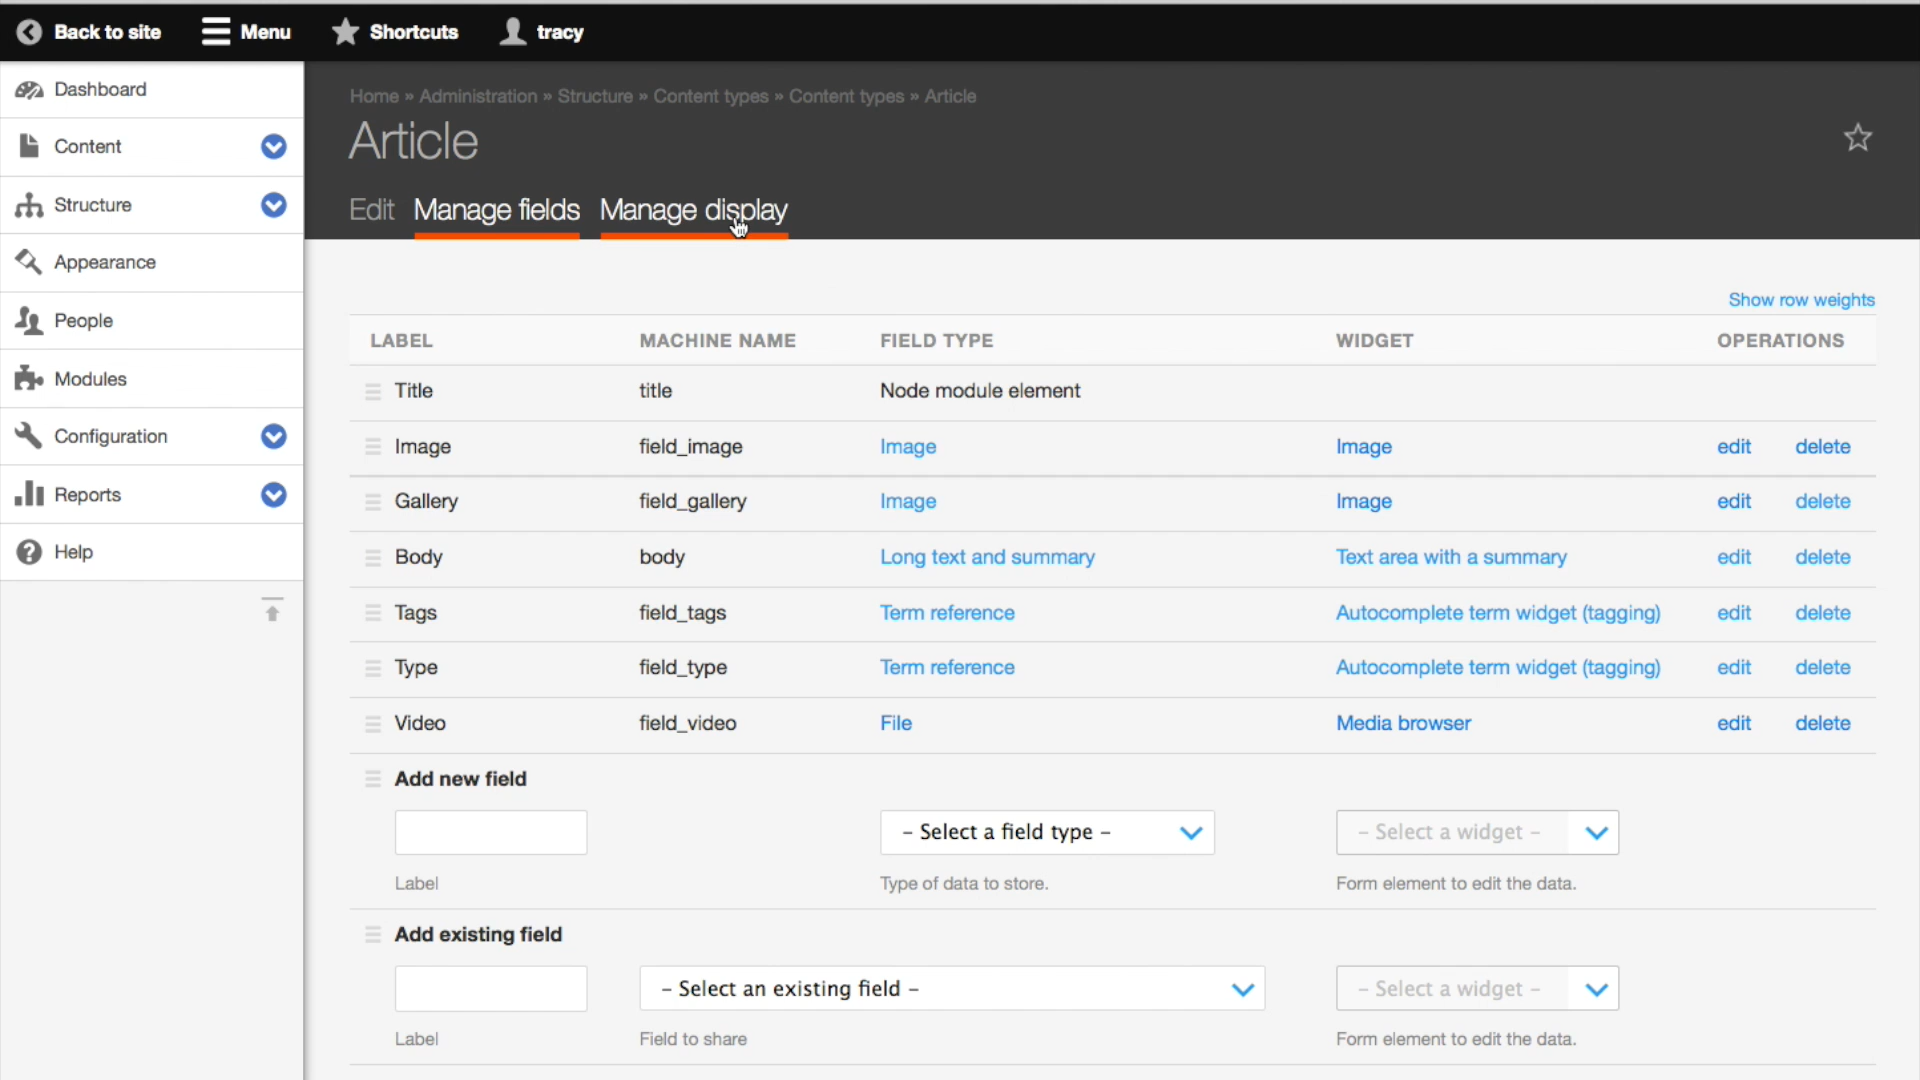 Back to site Menu Shortcuts tracy
Dashboard
Content
Structure
Appearance
People
Modules
Configuration
Reports
Help
Home » Administration » Structure » Content types » Content types » Article
Article
Edit Manage fields Manage display
Show row weights
LABEL MACHINE NAME FIELD TYPE WIDGET OPERATIONS
Title title Node module element
Image field_image Image Image edit delete
Gallery field_gallery Image Image edit delete
Body body Long text and summary Text area with a summary edit delete
Tags field_tags Term reference Autocomplete term widget (tagging) edit delete
Type field_type Term reference Autocomplete term widget (tagging) edit delete
Video field_video File Media browser edit delete
Add new field
– Select a field type – – Select a widget –
Label Type of data to store. Form element to edit the data.
Add existing field
– Select an existing field – – Select a widget –
Label Field to share Form element to edit the data.